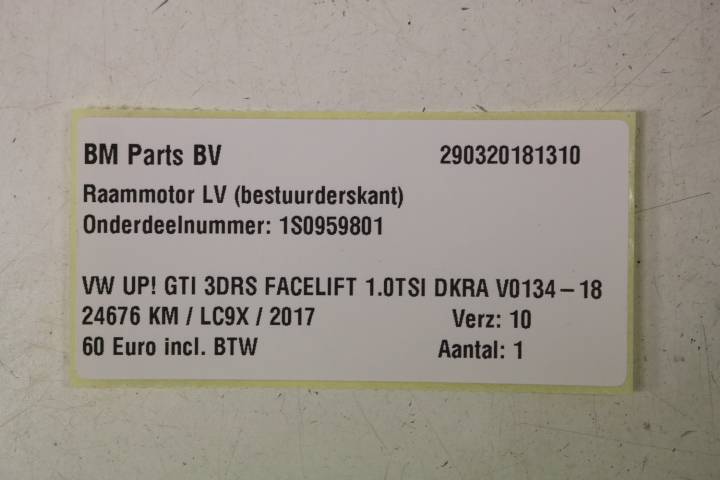 BM Parts BV 290320181310
Raammotor LV (bestuurderskant)
Onderdeelnummer: 1S0959801
VW UP! GTI 3DRS FACELIFT 1.0TSI DKRA V0134-18
24676 KM / LC9X / 2017 Verz: 10
60 Euro incl. BTW Aantal: 1